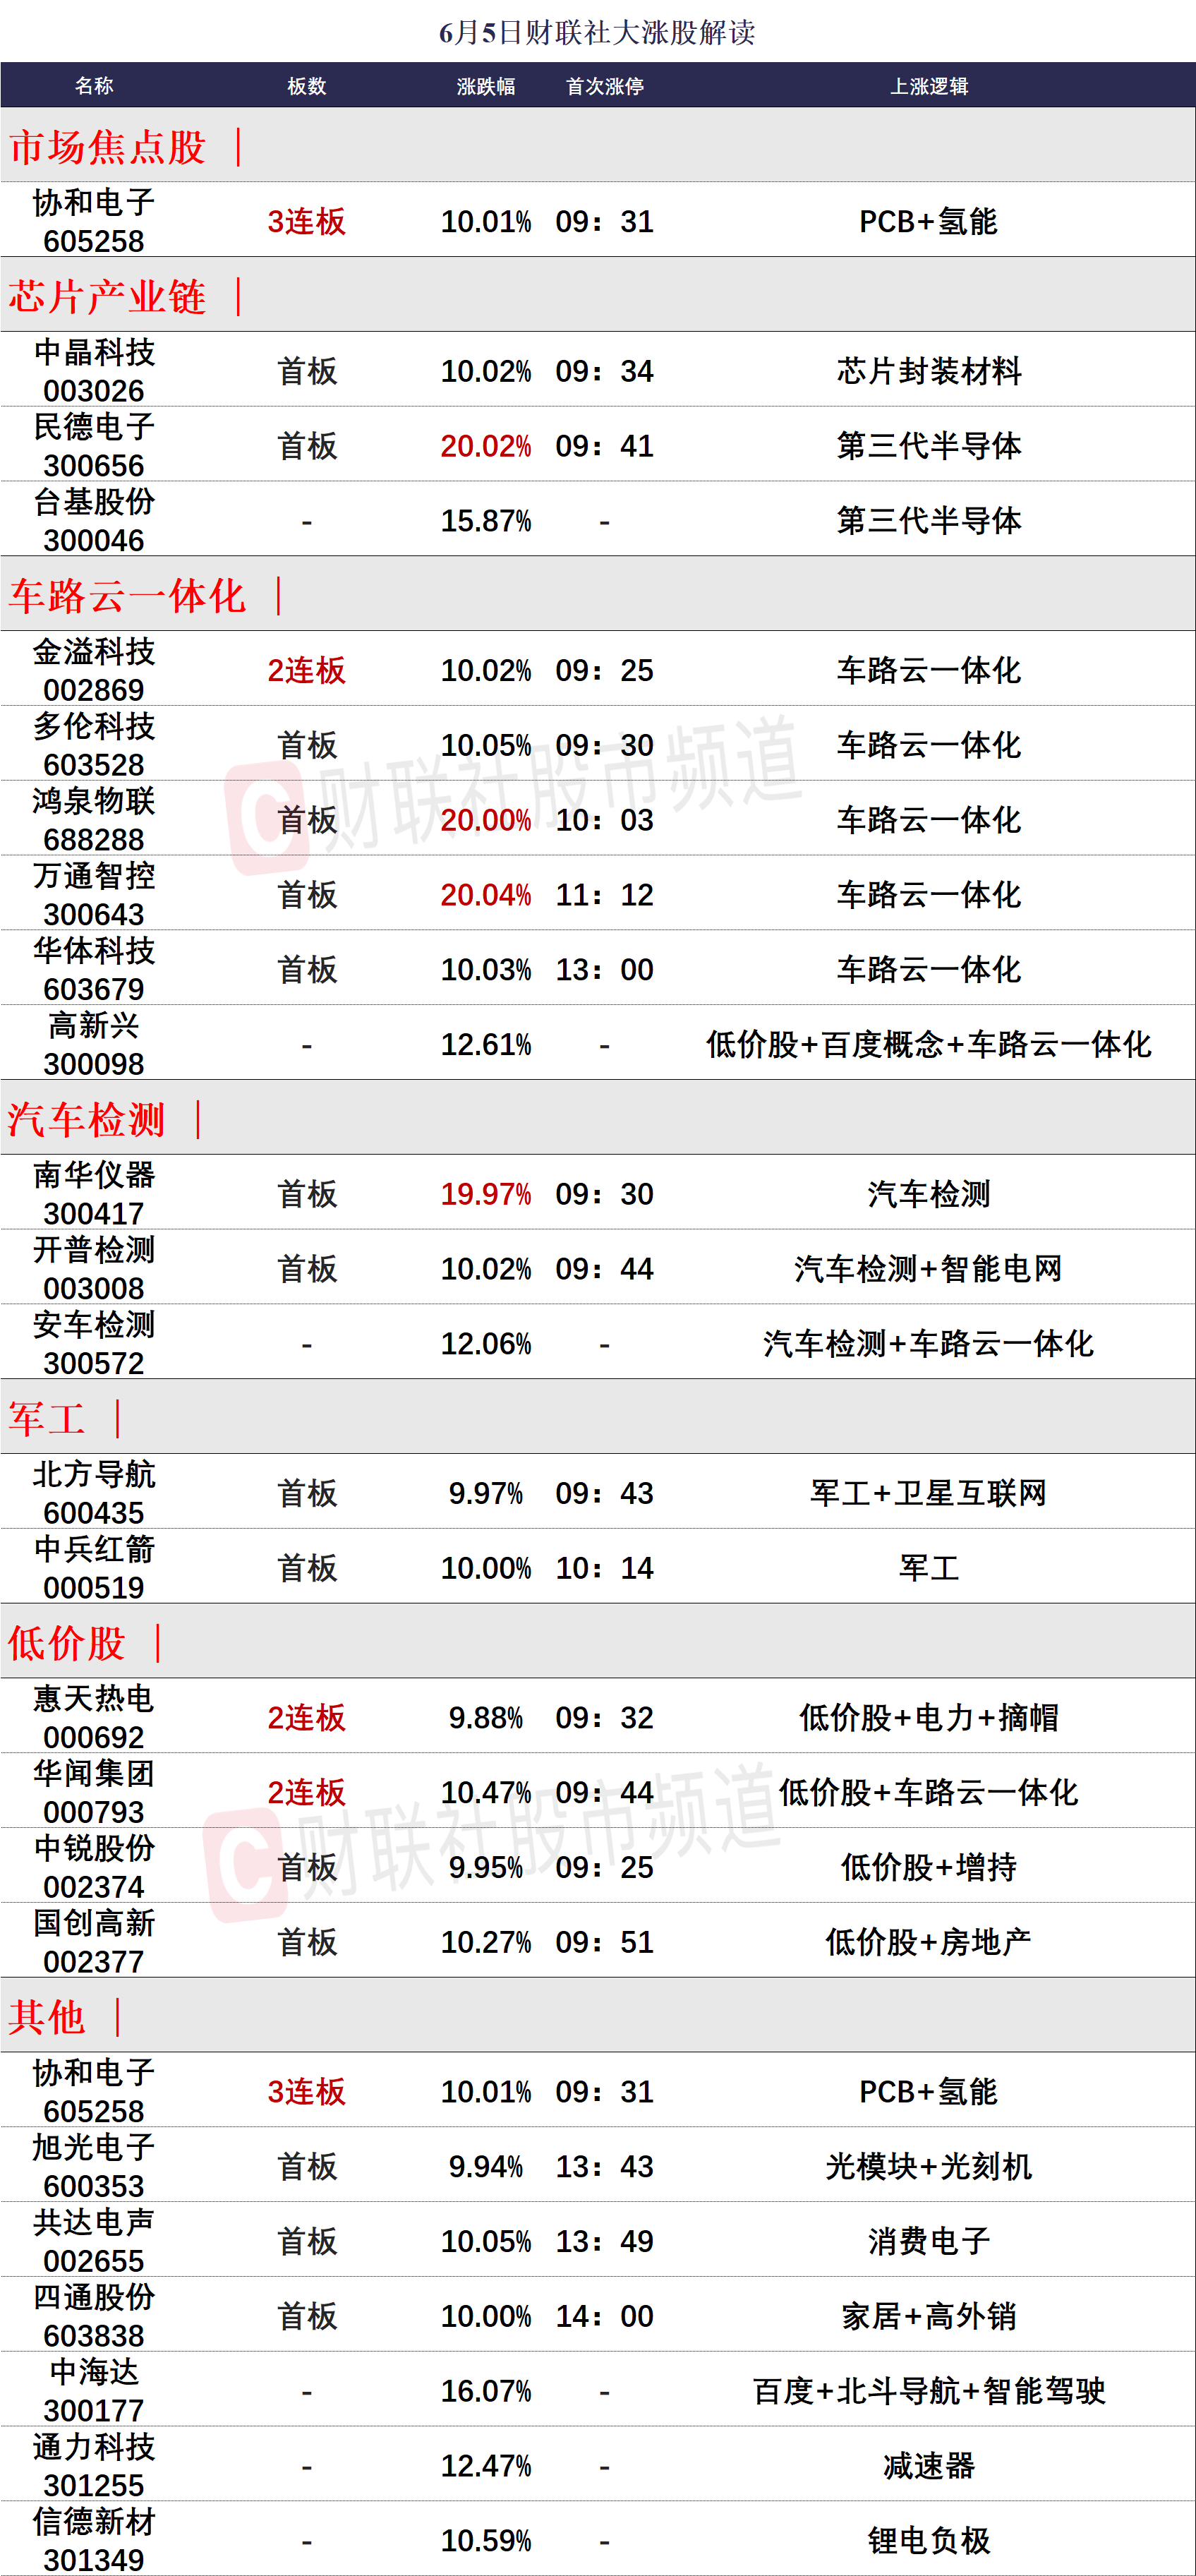 6月5日财联社大涨股解读
名称 板数 涨跌幅 首次涨停 上涨逻辑
市场焦点股 |
协和电子
605258 3连板 10.01% 09：31 PCB+氢能
芯片产业链 |
中晶科技
003026 首板 10.02% 09：34 芯片封装材料
民德电子
300656 首板 20.02% 09：41 第三代半导体
台基股份
300046 - 15.87% - 第三代半导体
车路云一体化 |
金溢科技
002869 2连板 10.02% 09：25 车路云一体化
多伦科技
603528 首板 10.05% 09：30 车路云一体化
鸿泉物联
688288 首板 20.00% 10：03 车路云一体化
万通智控
300643 首板 20.04% 11：12 车路云一体化
华体科技
603679 首板 10.03% 13：00 车路云一体化
高新兴
300098 - 12.61% - 低价股+百度概念+车路云一体化
汽车检测 |
南华仪器
300417 首板 19.97% 09：30 汽车检测
开普检测
003008 首板 10.02% 09：44 汽车检测+智能电网
安车检测
300572 - 12.06% - 汽车检测+车路云一体化
军工 |
北方导航
600435 首板 9.97% 09：43 军工+卫星互联网
中兵红箭
000519 首板 10.00% 10：14 军工
低价股 |
惠天热电
000692 2连板 9.88% 09：32 低价股+电力+摘帽
华闻集团
000793 2连板 10.47% 09：44 低价股+车路云一体化
中锐股份
002374 首板 9.95% 09：25 低价股+增持
国创高新
002377 首板 10.27% 09：51 低价股+房地产
其他 |
协和电子
605258 3连板 10.01% 09：31 PCB+氢能
旭光电子
600353 首板 9.94% 13：43 光模块+光刻机
共达电声
002655 首板 10.05% 13：49 消费电子
四通股份
603838 首板 10.00% 14：00 家居+高外销
中海达
300177 - 16.07% - 百度+北斗导航+智能驾驶
通力科技
301255 - 12.47% - 减速器
信德新材
301349 - 10.59% - 锂电负极
C 财联社股市频道
C 财联社股市频道